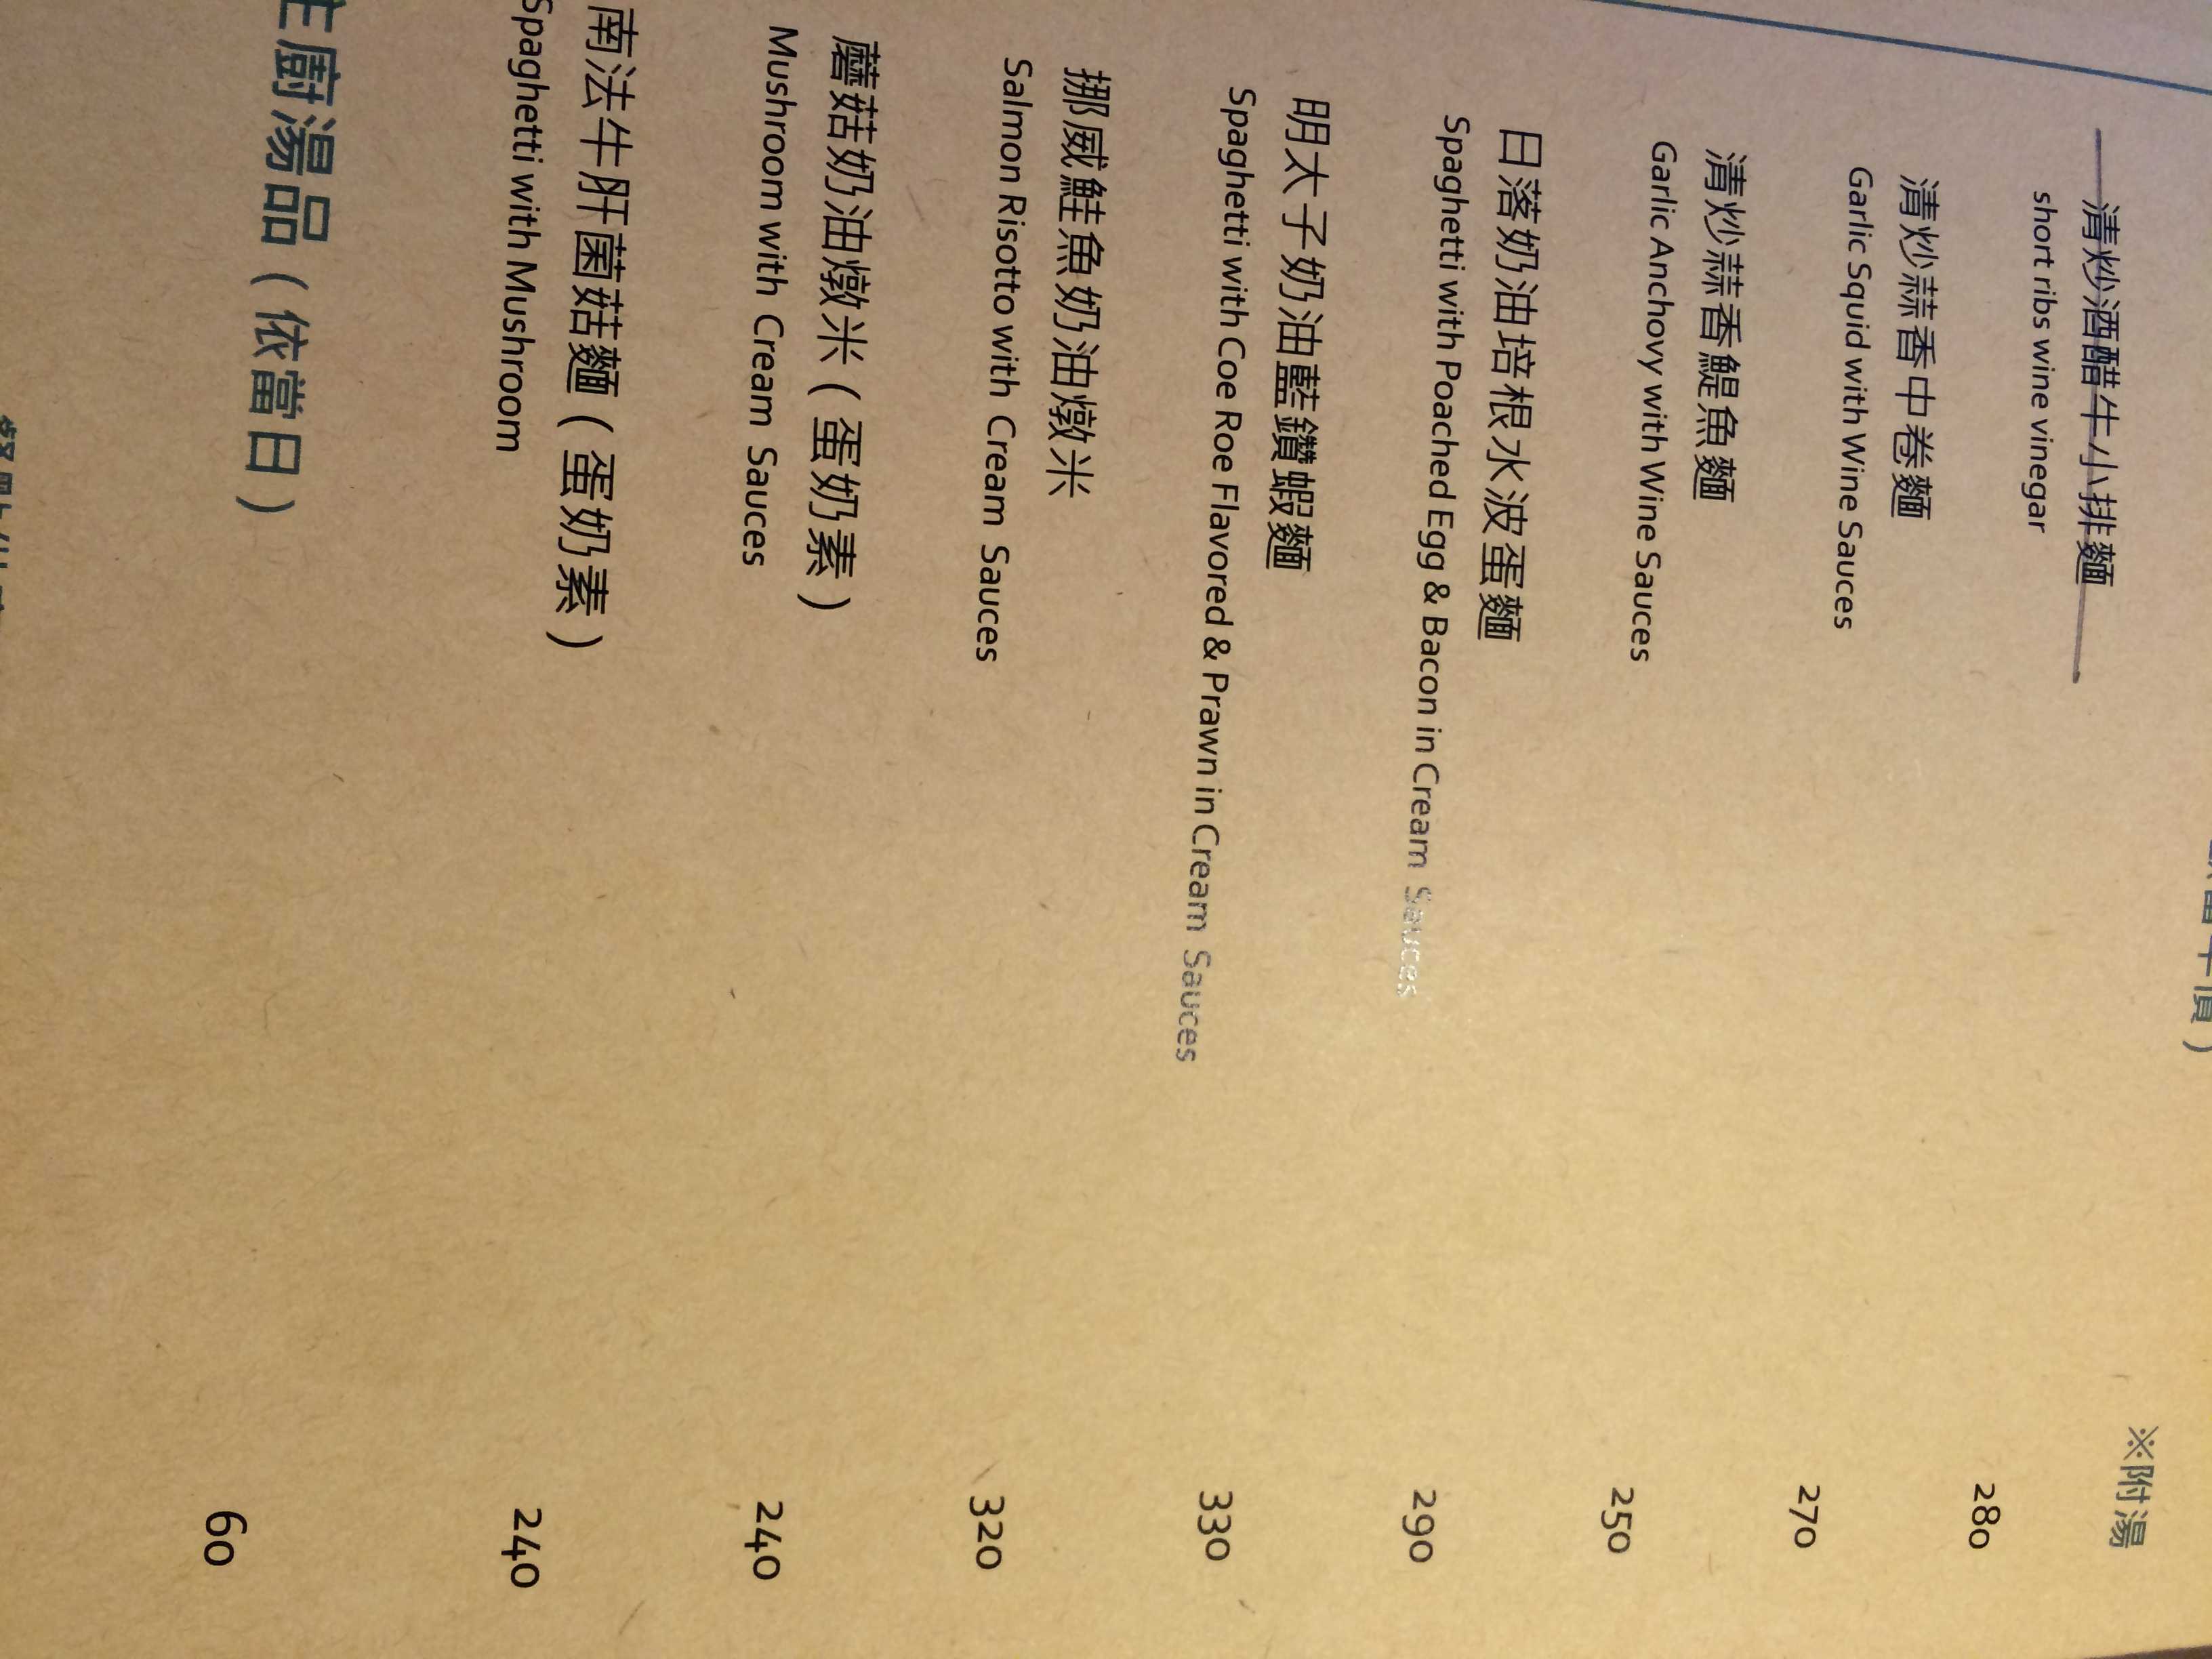 ※附湯
清炒酒醋牛小排麵 280
short ribs wine vinegar
清炒蒜香中卷麵 270
Garlic Squid with Wine Sauces
清炒蒜香鯷魚麵 250
Garlic Anchovy with Wine Sauces
日落奶油培根水波蛋麵 290
Spaghetti with Poached Egg & Bacon in Cream Sauces
明太子奶油藍鑽蝦麵 330
Spaghetti with Coe Roe Flavored & Prawn in Cream Sauces
挪威鮭魚奶油燉米 320
Salmon Risotto with Cream Sauces
蘑菇奶油燉米（蛋奶素） 240
Mushroom with Cream Sauces
南法牛肝菌菇麵（蛋奶素） 240
Spaghetti with Mushroom
主廚湯品（依當日） 60